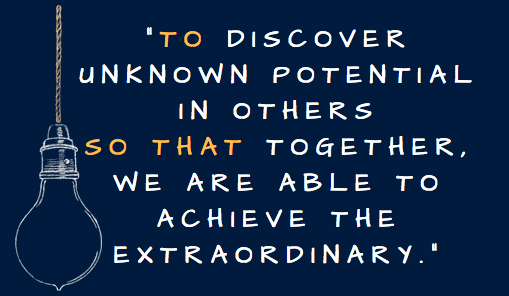 "TO DISCOVER
UNKNOWN POTENTIAL
IN OTHERS
SO THAT TOGETHER,
WE ARE ABLE TO
ACHIEVE THE
EXTRAORDINARY."